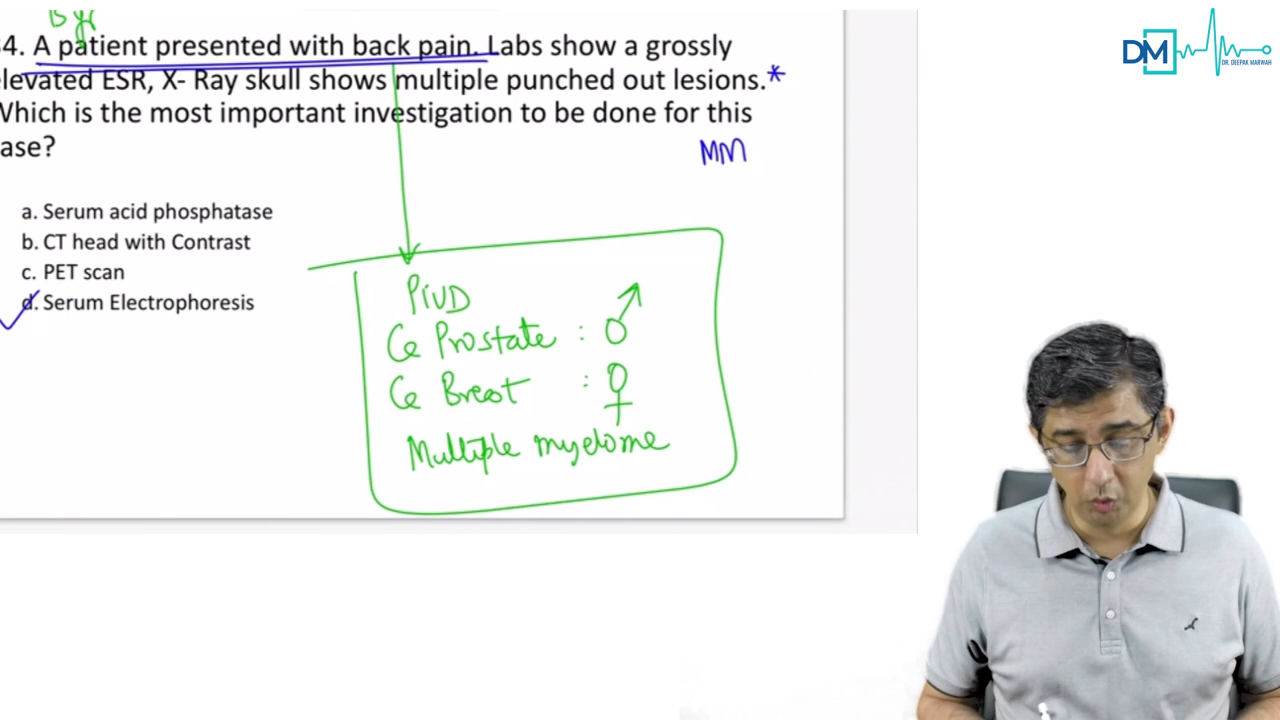 34. A patient presented with back pain. Labs show a grossly
elevated ESR, X- Ray skull shows multiple punched out lesions.*
Which is the most important investigation to be done for this
ase?
MM
a. Serum acid phosphatase
b. CT head with Contrast
c. PET scan
d. Serum Electrophoresis
PIVD
Ca Prostate : ♂
Ca Breast : ♀
Multiple myeloma
DM
DR. DEEPAK MARWAH